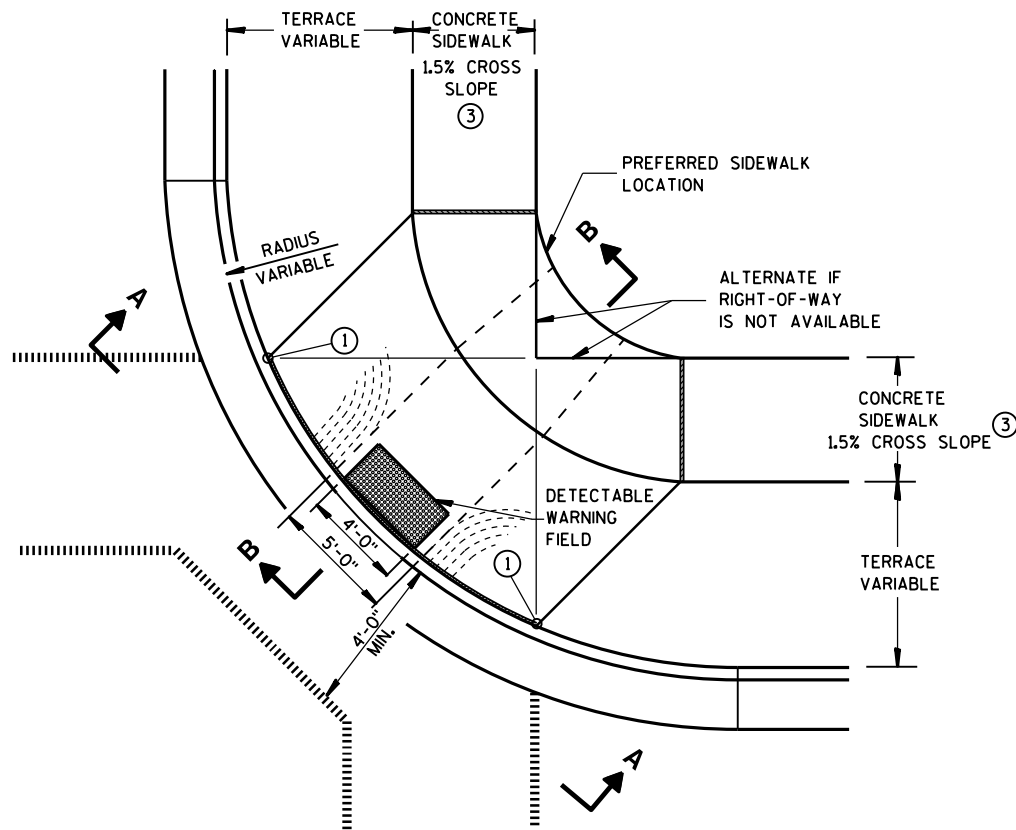 TERRACE
VARIABLE
CONCRETE
SIDEWALK
1.5% CROSS
SLOPE
3
PREFERRED SIDEWALK
LOCATION
B
RADIUS
VARIABLE
A
ALTERNATE IF
RIGHT-OF-WAY
IS NOT AVAILABLE
1
CONCRETE
SIDEWALK
1.5% CROSS SLOPE
3
DETECTABLE
WARNING
FIELD
4'-0"
5'-0"
B
1
TERRACE
VARIABLE
4'-0"
MIN.
A